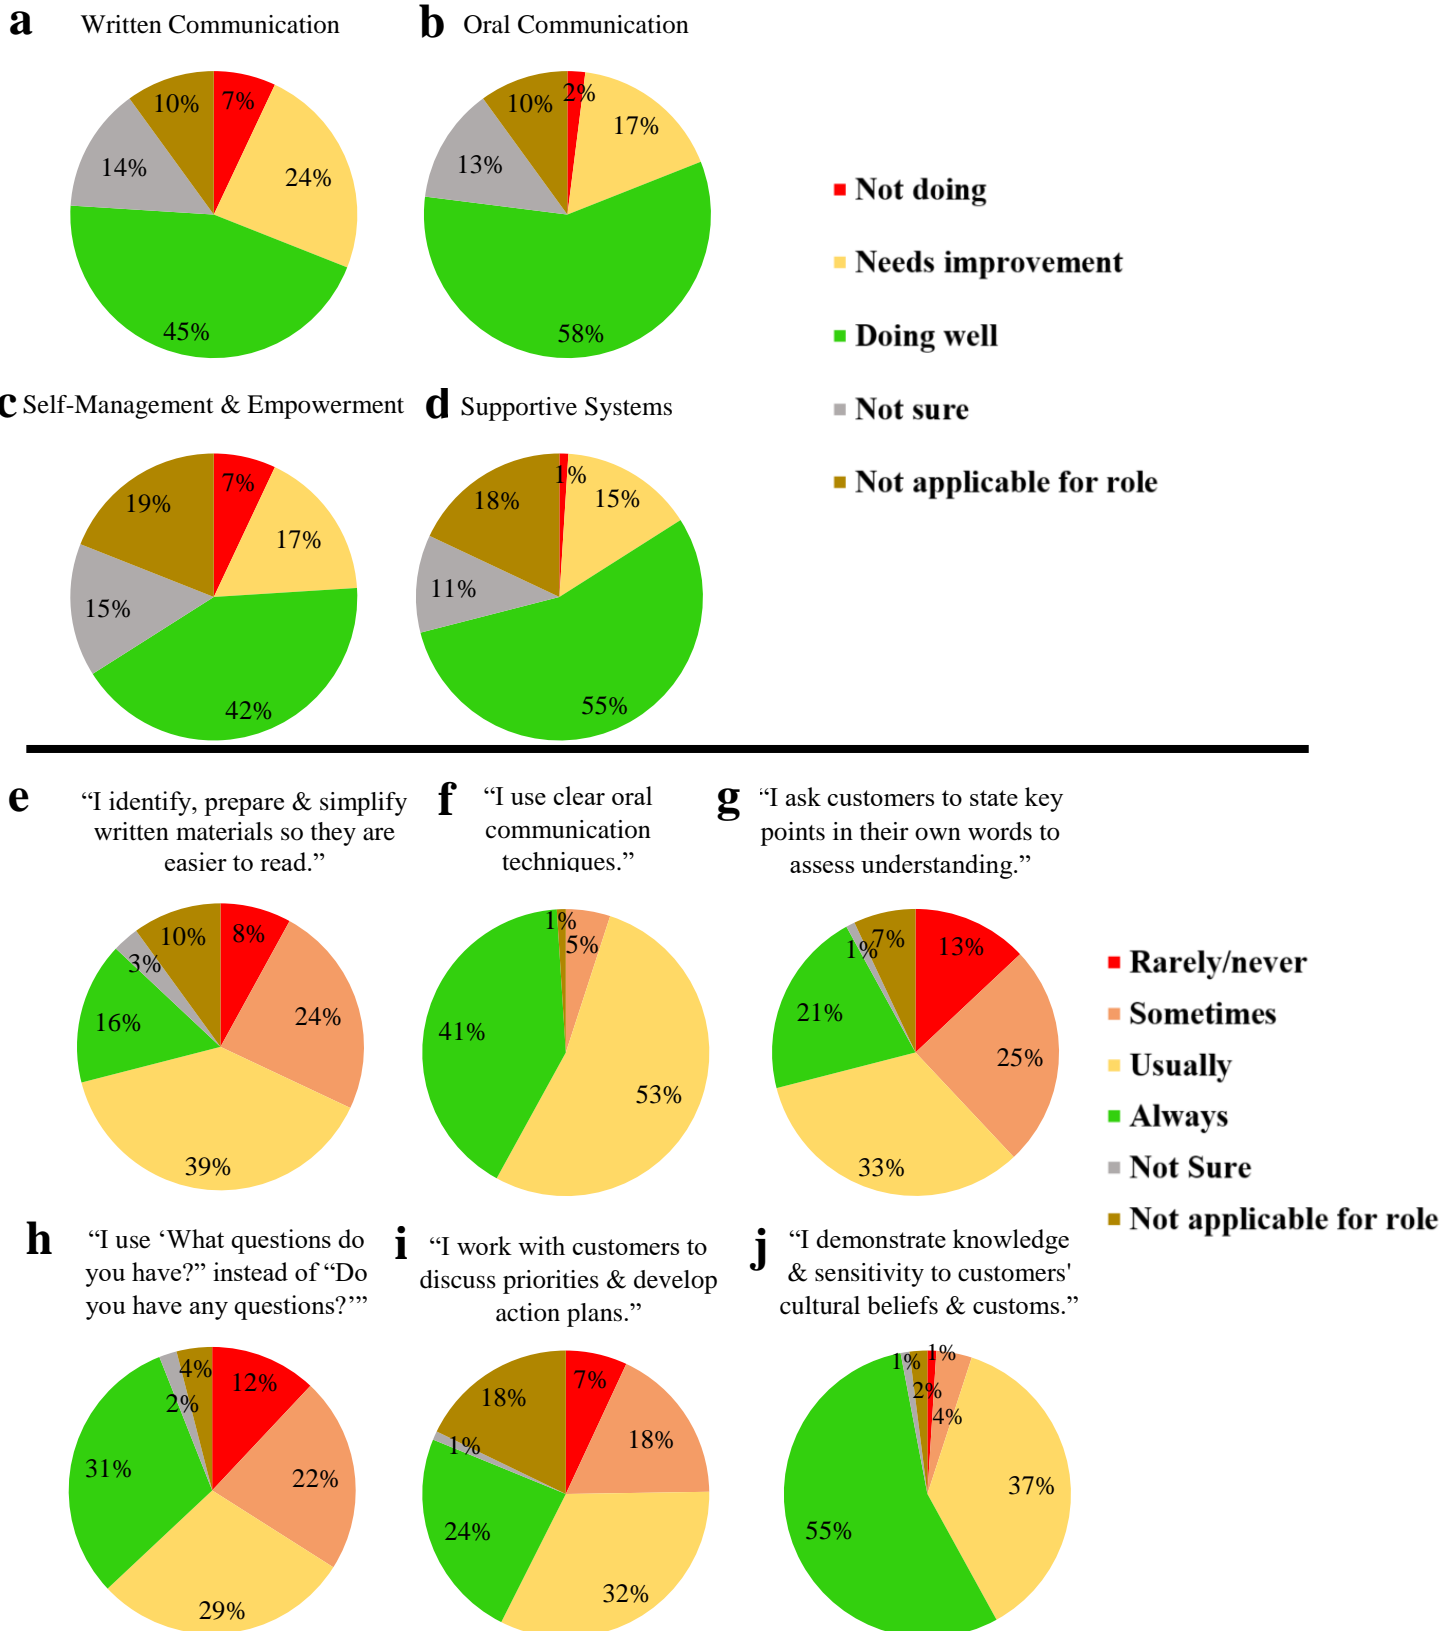 a Written Communication
7%
24%
45%
14%
10%
b Oral Communication
2%
17%
58%
13%
10%
Not doing
Needs improvement
Doing well
Not sure
Not applicable for role
c Self-Management & Empowerment
7%
17%
42%
15%
19%
d Supportive Systems
1%
15%
55%
11%
18%
e “I identify, prepare & simplify
written materials so they are
easier to read.”
8%
24%
39%
16%
3%
10%
f “I use clear oral
communication
techniques.”
5%
53%
41%
1%
g “I ask customers to state key
points in their own words to
assess understanding.”
13%
25%
33%
21%
1%
7%
Rarely/never
Sometimes
Usually
Always
Not Sure
Not applicable for role
h “I use ‘What questions do
you have?” instead of “Do
you have any questions?’”
12%
22%
29%
31%
2%
4%
i “I work with customers to
discuss priorities & develop
action plans.”
7%
18%
32%
24%
1%
18%
j “I demonstrate knowledge
& sensitivity to customers'
cultural beliefs & customs.”
1%
4%
37%
55%
1%
2%